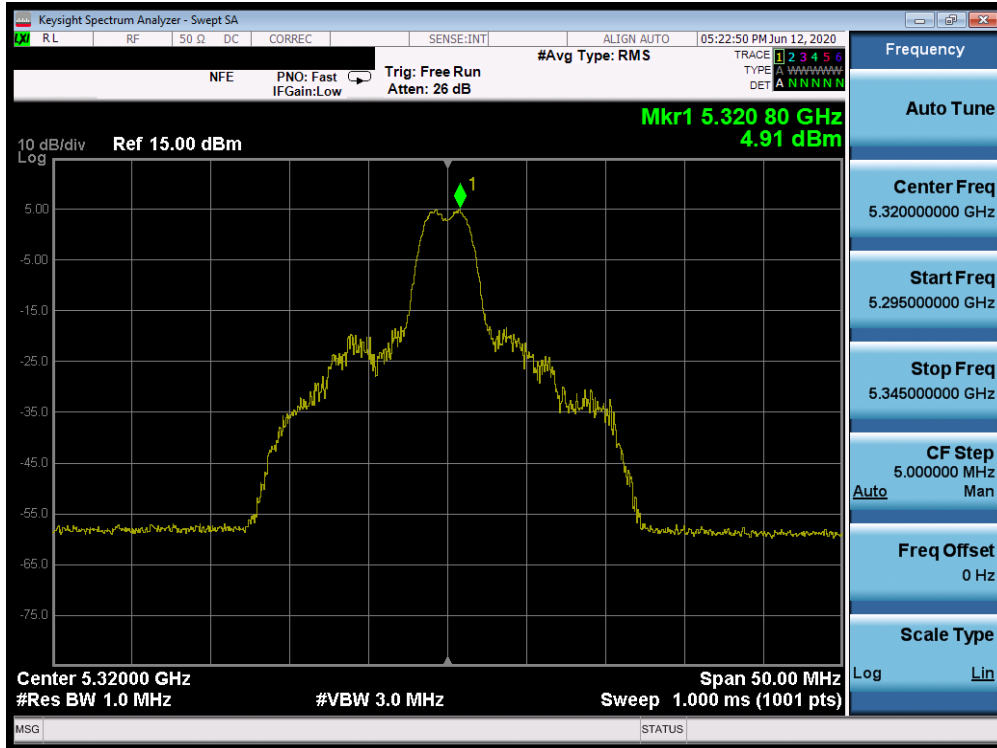 Keysight Spectrum Analyzer - Swept SA
LXI RL RF 50 Ω DC CORREC SENSE:INT ALIGN AUTO 05:22:50 PM Jun 12, 2020
#Avg Type: RMS
TRACE 1 2 3 4 5 6
TYPE A WWWWW
DET A N N N N N
NFE PNO: Fast Trig: Free Run
IFGain:Low Atten: 26 dB
Mkr1 5.320 80 GHz
4.91 dBm
10 dB/div Ref 15.00 dBm
Log
1
5.00
-5.00
-15.0
-25.0
-35.0
-45.0
-55.0
-65.0
-75.0
Center 5.32000 GHz Span 50.00 MHz
#Res BW 1.0 MHz #VBW 3.0 MHz Sweep 1.000 ms (1001 pts)
MSG STATUS
Frequency
Auto Tune
Center Freq
5.320000000 GHz
Start Freq
5.295000000 GHz
Stop Freq
5.345000000 GHz
CF Step
5.000000 MHz
Auto Man
Freq Offset
0 Hz
Scale Type
Log Lin